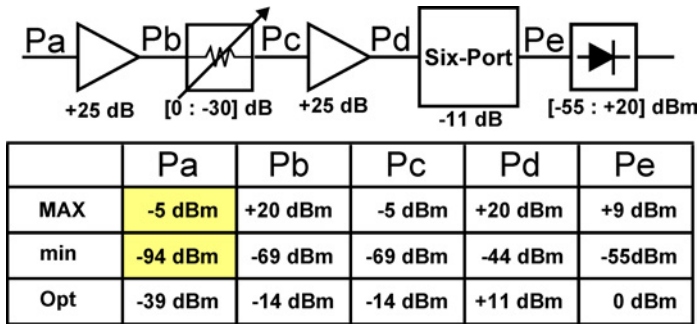 Pa Pb Pc Pd Six-Port Pe
+25 dB [0 : -30] dB +25 dB -11 dB [-55 : +20] dBm
Pa Pb Pc Pd Pe
MAX -5 dBm +20 dBm -5 dBm +20 dBm +9 dBm
min -94 dBm -69 dBm -69 dBm -44 dBm -55dBm
Opt -39 dBm -14 dBm -14 dBm +11 dBm 0 dBm